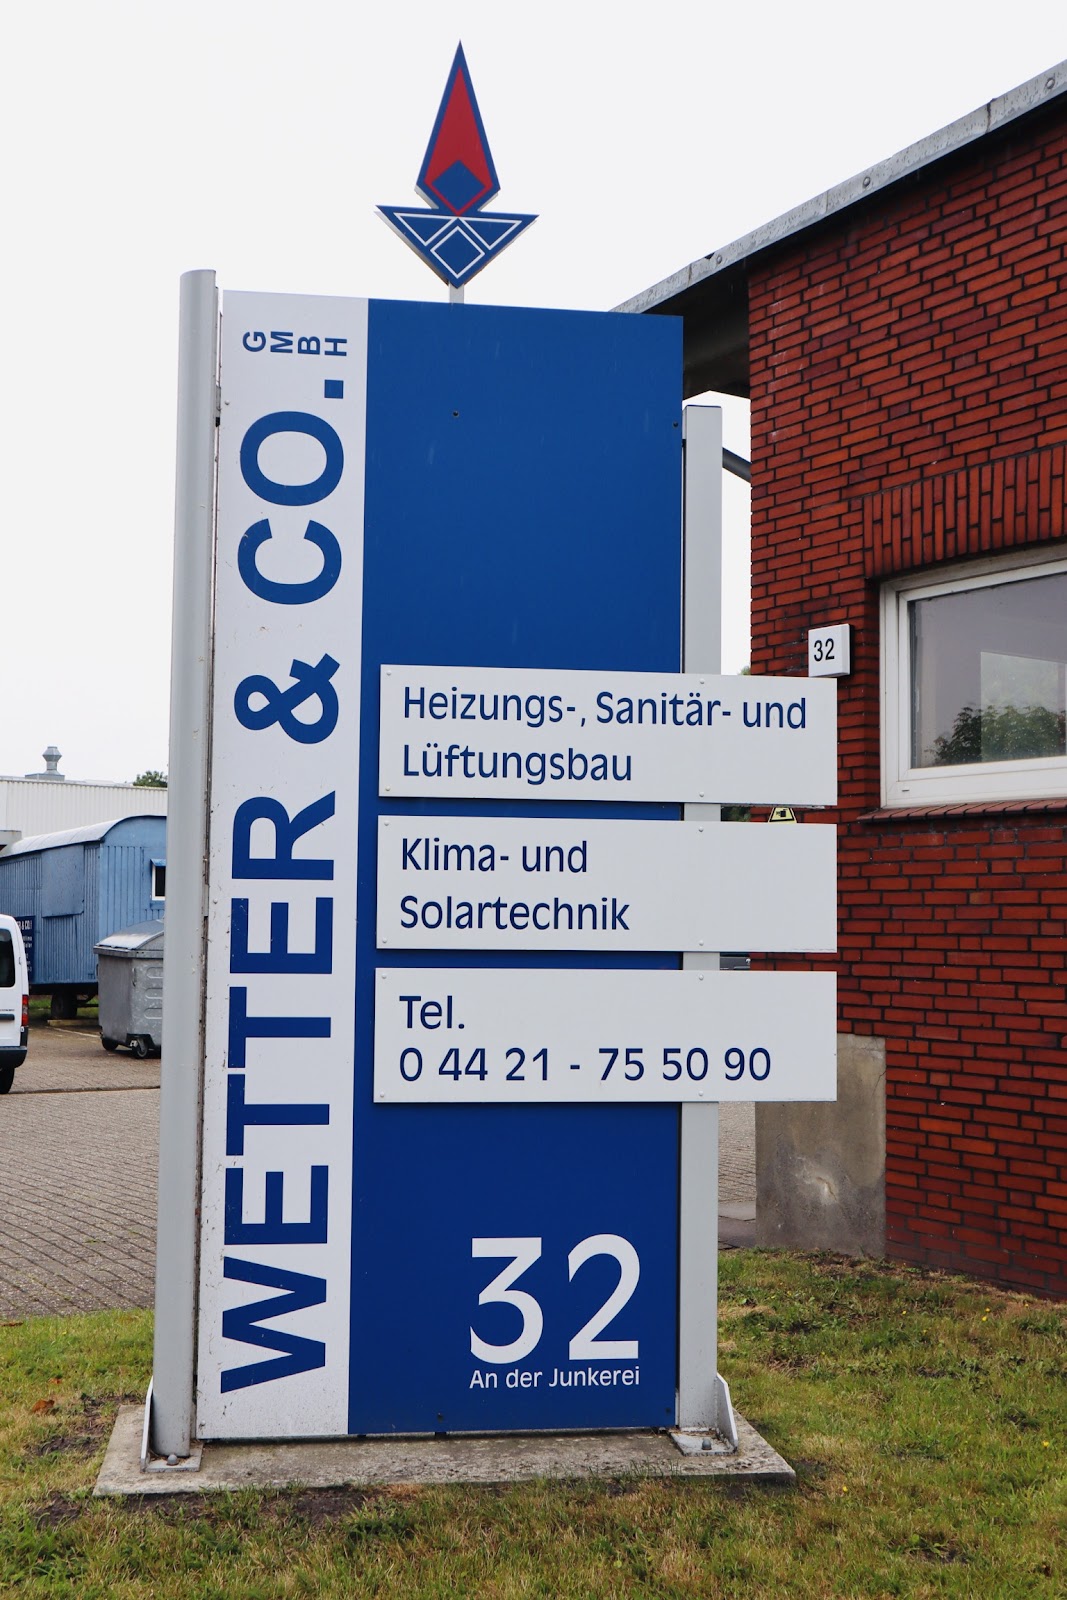 WETTER & CO. GMBH
Heizungs-, Sanitär- und
Lüftungsbau
Klima- und
Solartechnik
Tel.
0 44 21 - 75 50 90
32
An der Junkerei
32